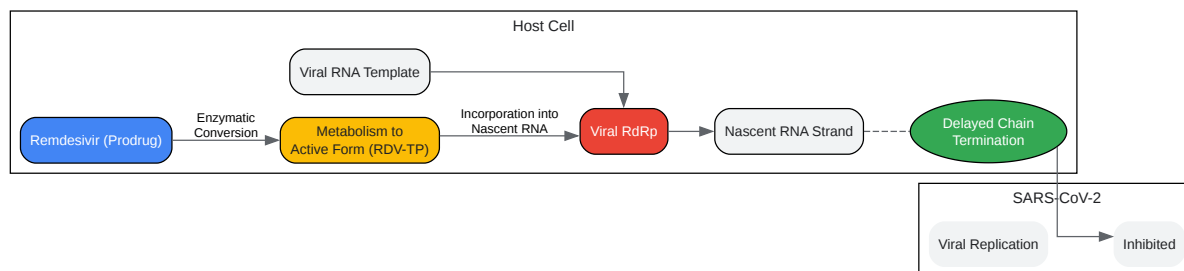 Host Cell
Viral RNA Template
Remdesivir (Prodrug)
Enzymatic
Conversion
Metabolism to
Active Form (RDV-TP)
Incorporation into
Nascent RNA
Viral RdRp
Nascent RNA Strand
Delayed Chain
Termination
SARS-CoV-2
Viral Replication
Inhibited